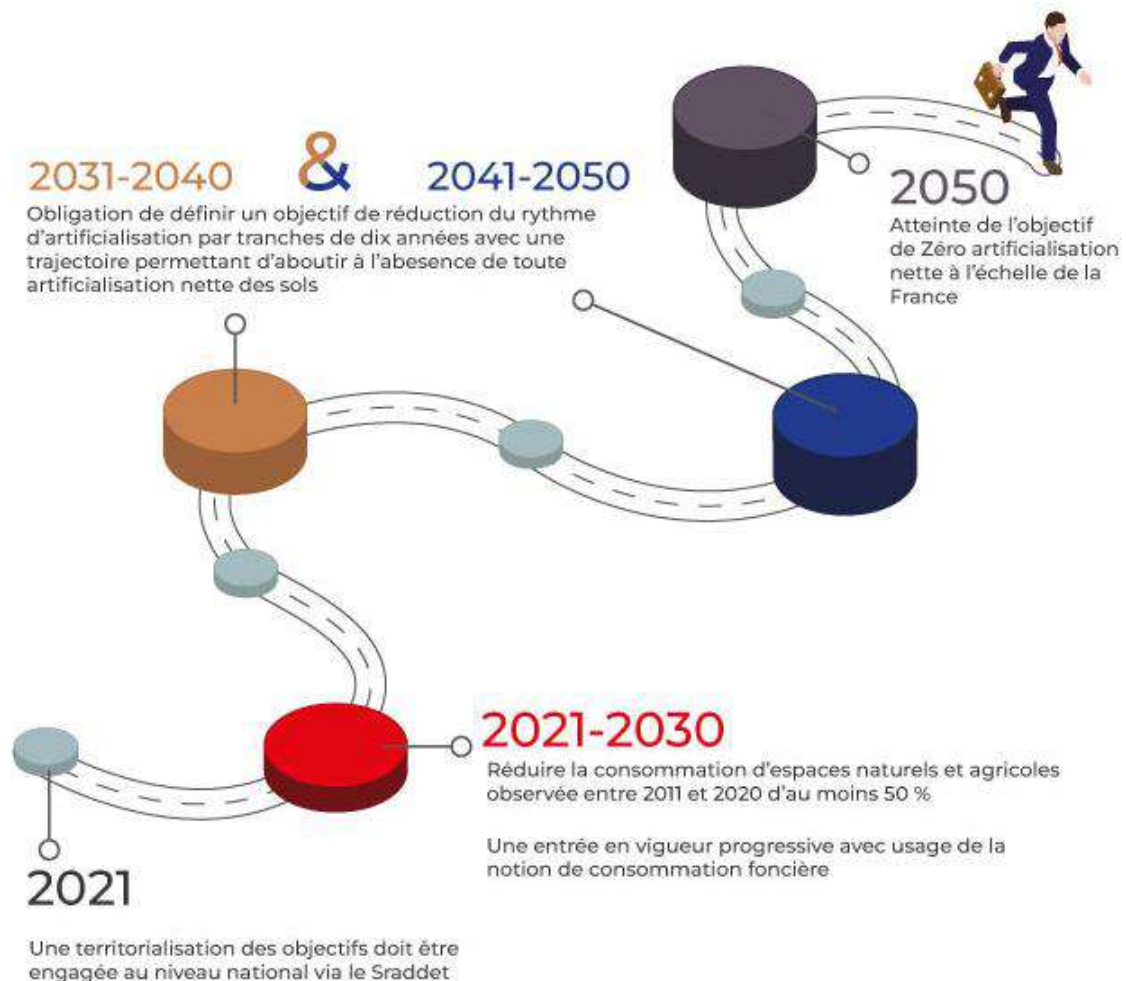 2031-2040 & 2041-2050
Obligation de définir un objectif de réduction du rythme
d'artificialisation par tranches de dix années avec une
trajectoire permettant d'aboutir à l'abesence de toute
artificialisation nette des sols
2050
Atteinte de l'objectif
de Zéro artificialisation
nette à l'échelle de la
France
2021-2030
Réduire la consommation d'espaces naturels et agricoles
observée entre 2011 et 2020 d'au moins 50 %
Une entrée en vigueur progressive avec usage de la
notion de consommation foncière
2021
Une territorialisation des objectifs doit être
engagée au niveau national via le Sraddet